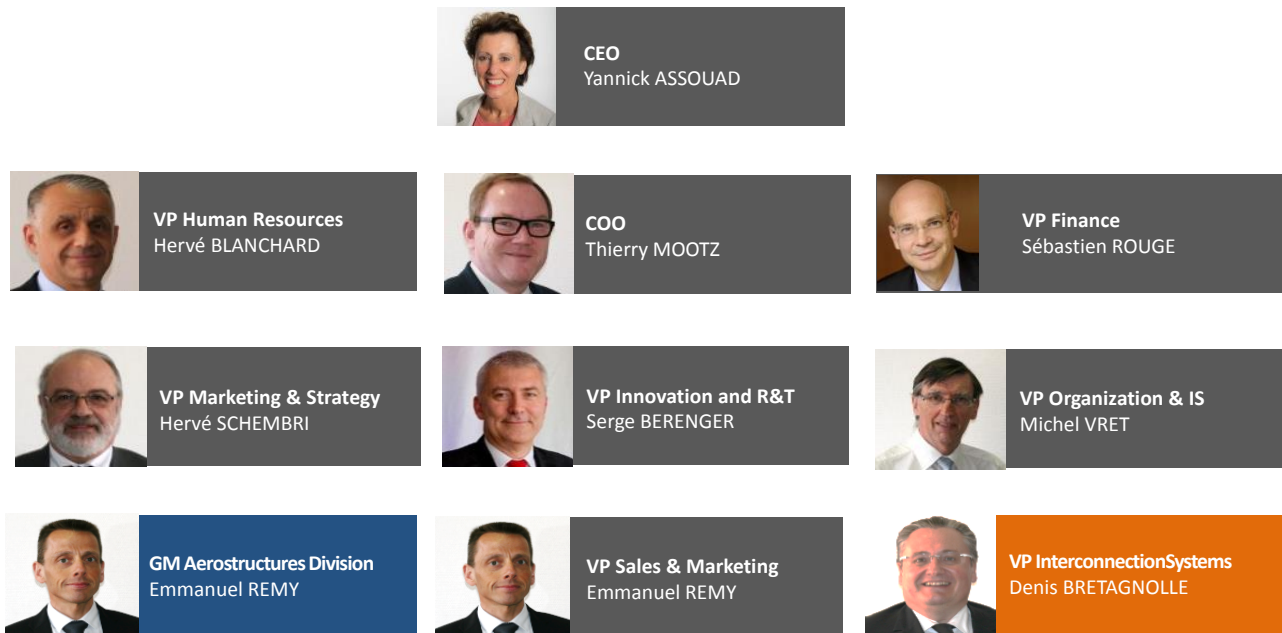 CEO
Yannick ASSOUAD
VP Human Resources
Hervé BLANCHARD
COO
Thierry MOOTZ
VP Finance
Sébastien ROUGE
VP Marketing & Strategy
Hervé SCHEMBRI
VP Innovation and R&T
Serge BERENGER
VP Organization & IS
Michel VRET
GM Aerostructures Division
Emmanuel REMY
VP Sales & Marketing
Emmanuel REMY
VP InterconnectionSystems
Denis BRETAGNOLLE